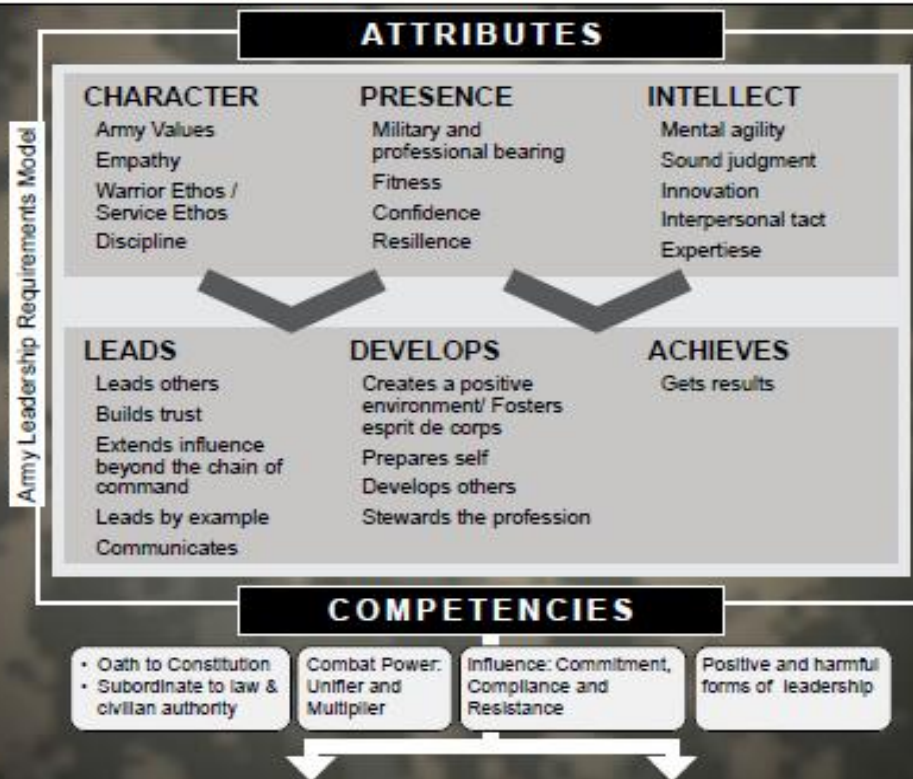 ATTRIBUTES
Army Leadership Requirements Model
CHARACTER
Army Values
Empathy
Warrior Ethos /
Service Ethos
Discipline
PRESENCE
Military and
professional bearing
Fitness
Confidence
Resillence
INTELLECT
Mental agility
Sound judgment
Innovation
Interpersonal tact
Expertiese
LEADS
Leads others
Builds trust
Extends influence
beyond the chain of
command
Leads by example
Communicates
DEVELOPS
Creates a positive
environment/ Fosters
esprit de corps
Prepares self
Develops others
Stewards the profession
ACHIEVES
Gets results
COMPETENCIES
• Oath to Constitution
• Subordinate to law &
civilian authority
Combat Power:
Unifier and
Multiplier
Influence: Commitment,
Compliance and
Resistance
Positive and harmful
forms of leadership